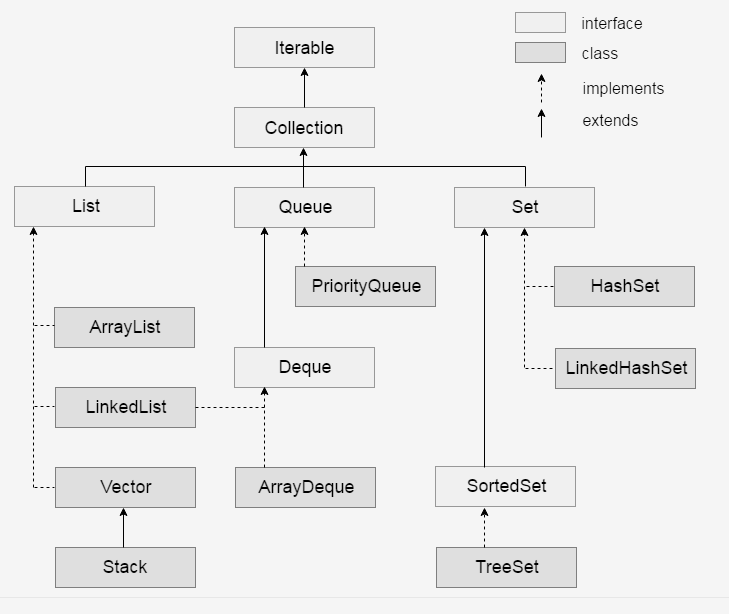 Iterable
interface
class
implements
extends
Collection
List
Queue
Set
PriorityQueue
HashSet
ArrayList
Deque
LinkedHashSet
LinkedList
Vector
ArrayDeque
SortedSet
Stack
TreeSet